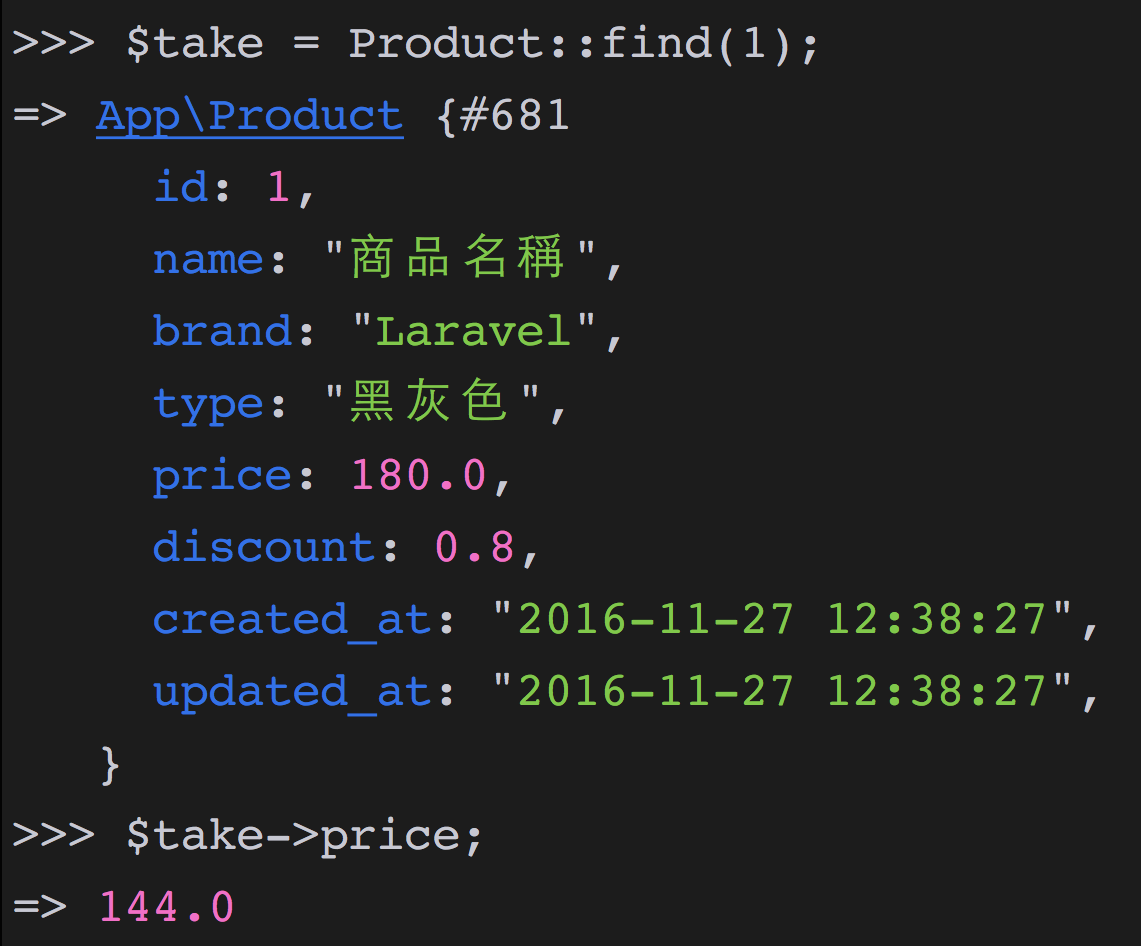 >>> $take = Product::find(1);
=> App\Product {#681
id: 1,
name: "商品名稱",
brand: "Laravel",
type: "黑灰色",
price: 180.0,
discount: 0.8,
created_at: "2016-11-27 12:38:27",
updated_at: "2016-11-27 12:38:27",
}
>>> $take->price;
=> 144.0